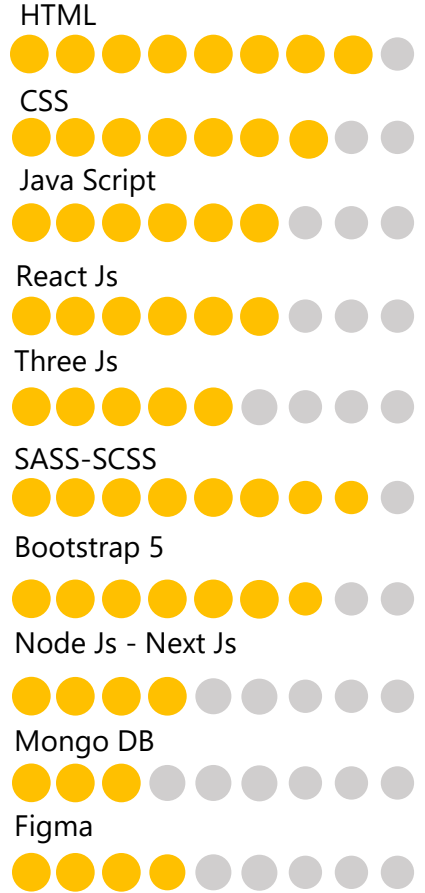 HTML
CSS
Java Script
React Js
Three Js
SASS-SCSS
Bootstrap 5
Node Js - Next Js
Mongo DB
Figma